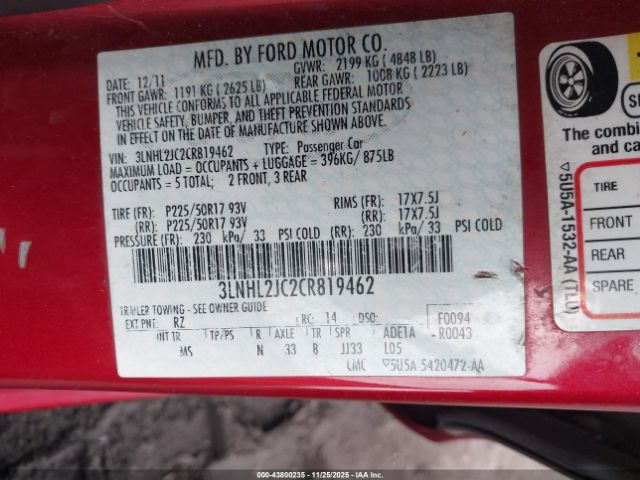 MFD. BY FORD MOTOR CO.
DATE: 12/11 GVWR: 2199 KG ( 4848 LB)
FRONT GAWR: 1191 KG ( 2625 LB) REAR GAWR: 1008 KG ( 2223 LB)
THIS VEHICLE CONFORMS TO ALL APPLICABLE FEDERAL MOTOR
VEHICLE SAFETY, BUMPER, AND THEFT PREVENTION STANDARDS
IN EFFECT ON THE DATE OF MANUFACTURE SHOWN ABOVE.
VIN: 3LNHL2JC2CR819462 TYPE: Passenger Car
MAXIMUM LOAD = OCCUPANTS + LUGGAGE = 396KG/ 875LB
OCCUPANTS = 5 TOTAL; 2 FRONT, 3 REAR
TIRE (FR): P225/50R17 93V RIMS (FR): 17X7.5J
(RR): P225/50R17 93V (RR): 17X7.5J
PRESSURE (FR): 230 kPa/ 33 PSI COLD (RR): 230 kPa/ 33 PSI COLD
3LNHL2JC2CR819462
TRAILER TOWING - SEE OWNER GUIDE
EXT PNT: RZ RC: 14 DSO: F0094
INT TR TP/PS R AXLE TR SPR ADE1A R0043
MS N 33 B JJ33 L05
CMC ▽5U5A-5420472-AA
The combin
TIRE
FRONT
REAR
SPARE
▽5U5A-1532-AA (TLU)
© 43800235 - 11/25/2025 - IAA, INC.